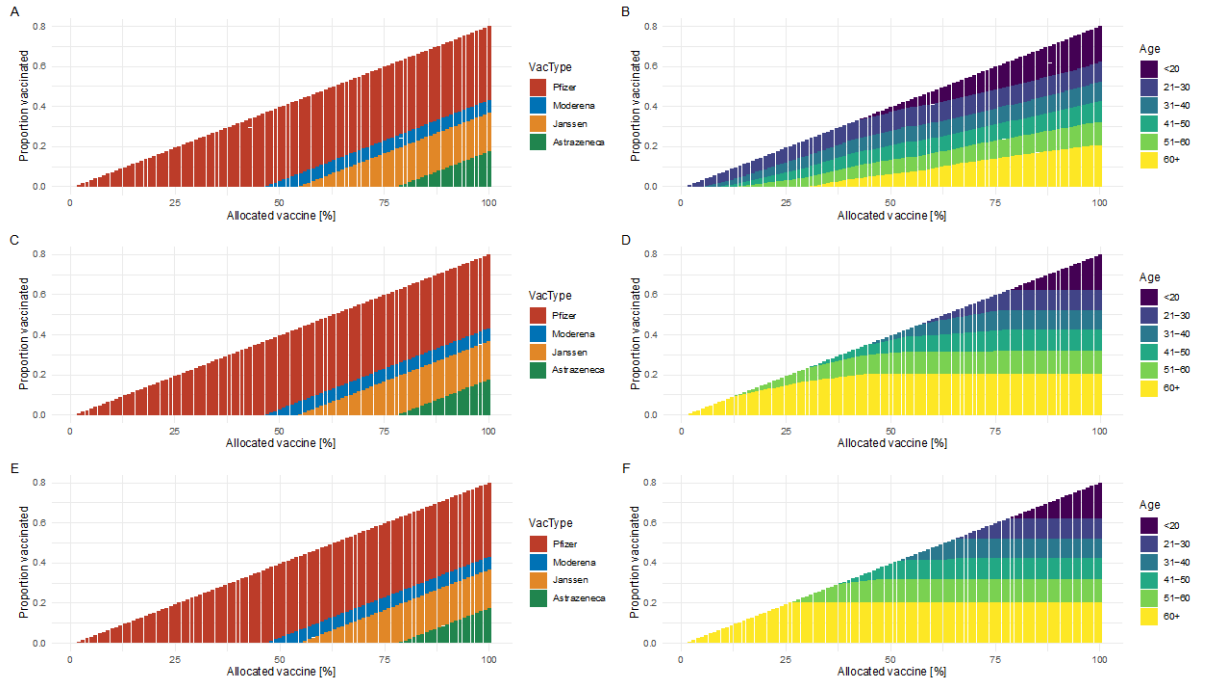 A
Proportion vaccinated
0.8
0.6
0.4
0.2
0.0
0
25
50
75
100
Allocated vaccine [%]
VacType
Pfizer
Moderena
Janssen
Astrazeneca
B
Proportion vaccinated
0.8
0.6
0.4
0.2
0.0
0
25
50
75
100
Allocated vaccine [%]
Age
<20
21−30
31−40
41−50
51−60
60+
C
Proportion vaccinated
0.8
0.6
0.4
0.2
0.0
0
25
50
75
100
Allocated vaccine [%]
VacType
Pfizer
Moderena
Janssen
Astrazeneca
D
Proportion vaccinated
0.8
0.6
0.4
0.2
0.0
0
25
50
75
100
Allocated vaccine [%]
Age
<20
21−30
31−40
41−50
51−60
60+
E
Proportion vaccinated
0.8
0.6
0.4
0.2
0.0
0
25
50
75
100
Allocated vaccine [%]
VacType
Pfizer
Moderena
Janssen
Astrazeneca
F
Proportion vaccinated
0.8
0.6
0.4
0.2
0.0
0
25
50
75
100
Allocated vaccine [%]
Age
<20
21−30
31−40
41−50
51−60
60+